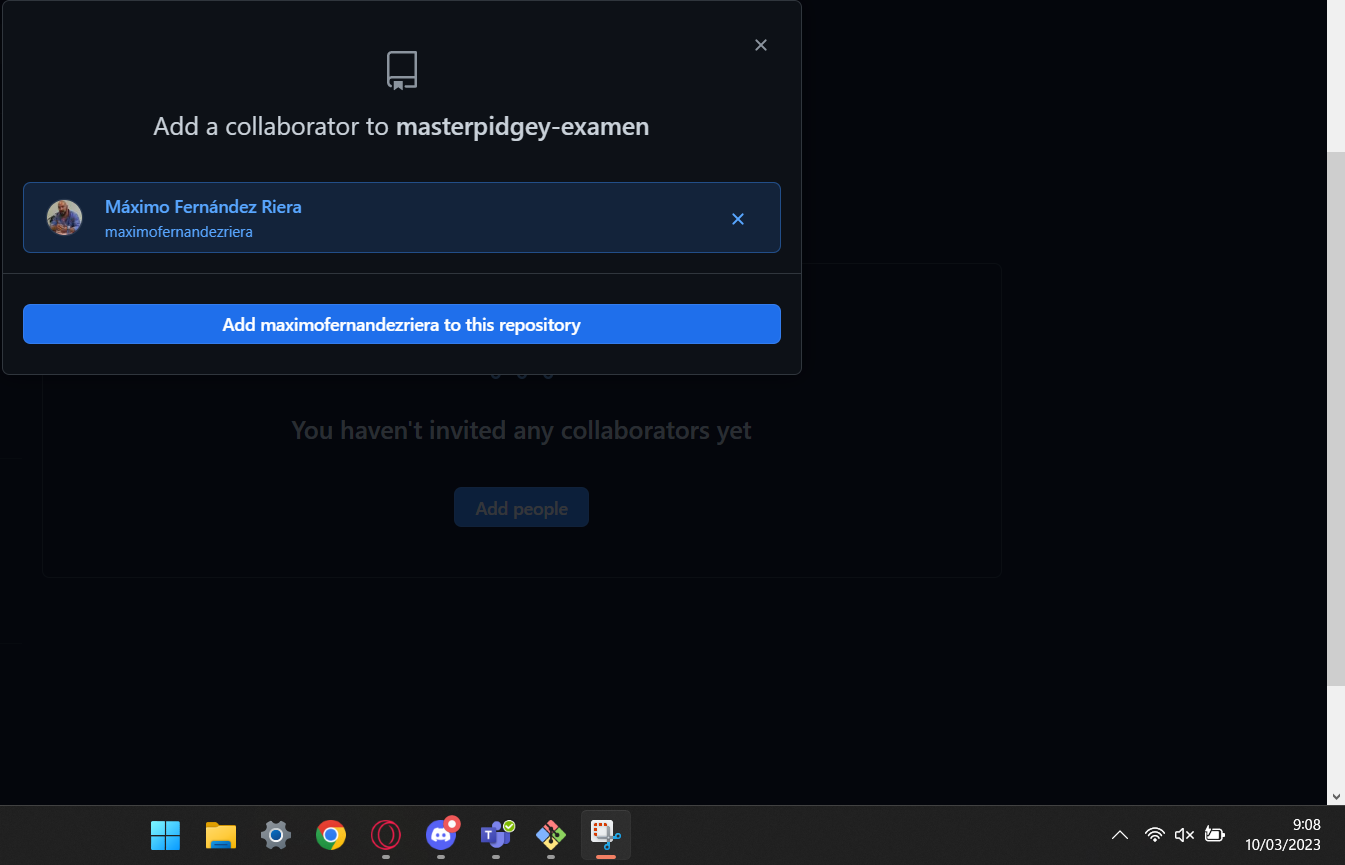 Add a collaborator to masterpidgey-examen
Máximo Fernández Riera
maximofernandezriera
Add maximofernandezriera to this repository
You haven't invited any collaborators yet
Add people
9:08
10/03/2023